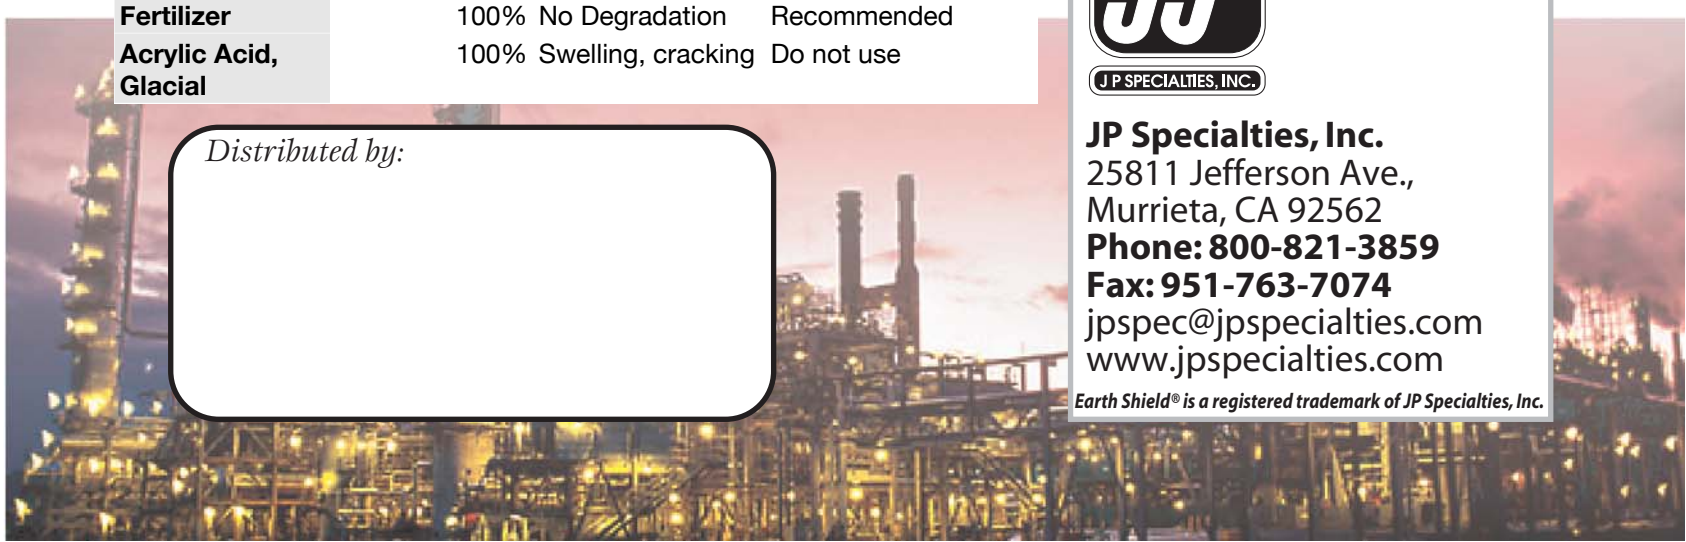 Fertilizer 100% No Degradation Recommended
Acrylic Acid, 100% Swelling, cracking Do not use
Glacial
Distributed by:
JJ
J P SPECIALTIES, INC.
JP Specialties, Inc.
25811 Jefferson Ave.,
Murrieta, CA 92562
Phone: 800-821-3859
Fax: 951-763-7074
jpspec@jpspecialties.com
www.jpspecialties.com
Earth Shield® is a registered trademark of JP Specialties, Inc.